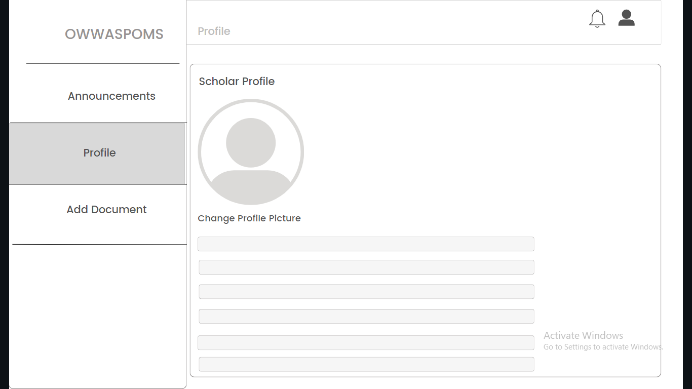 OWWASPOMS
Profile
Announcements
Profile
Add Document
Scholar Profile
Change Profile Picture
Activate Windows
Go to Settings to activate Windows.